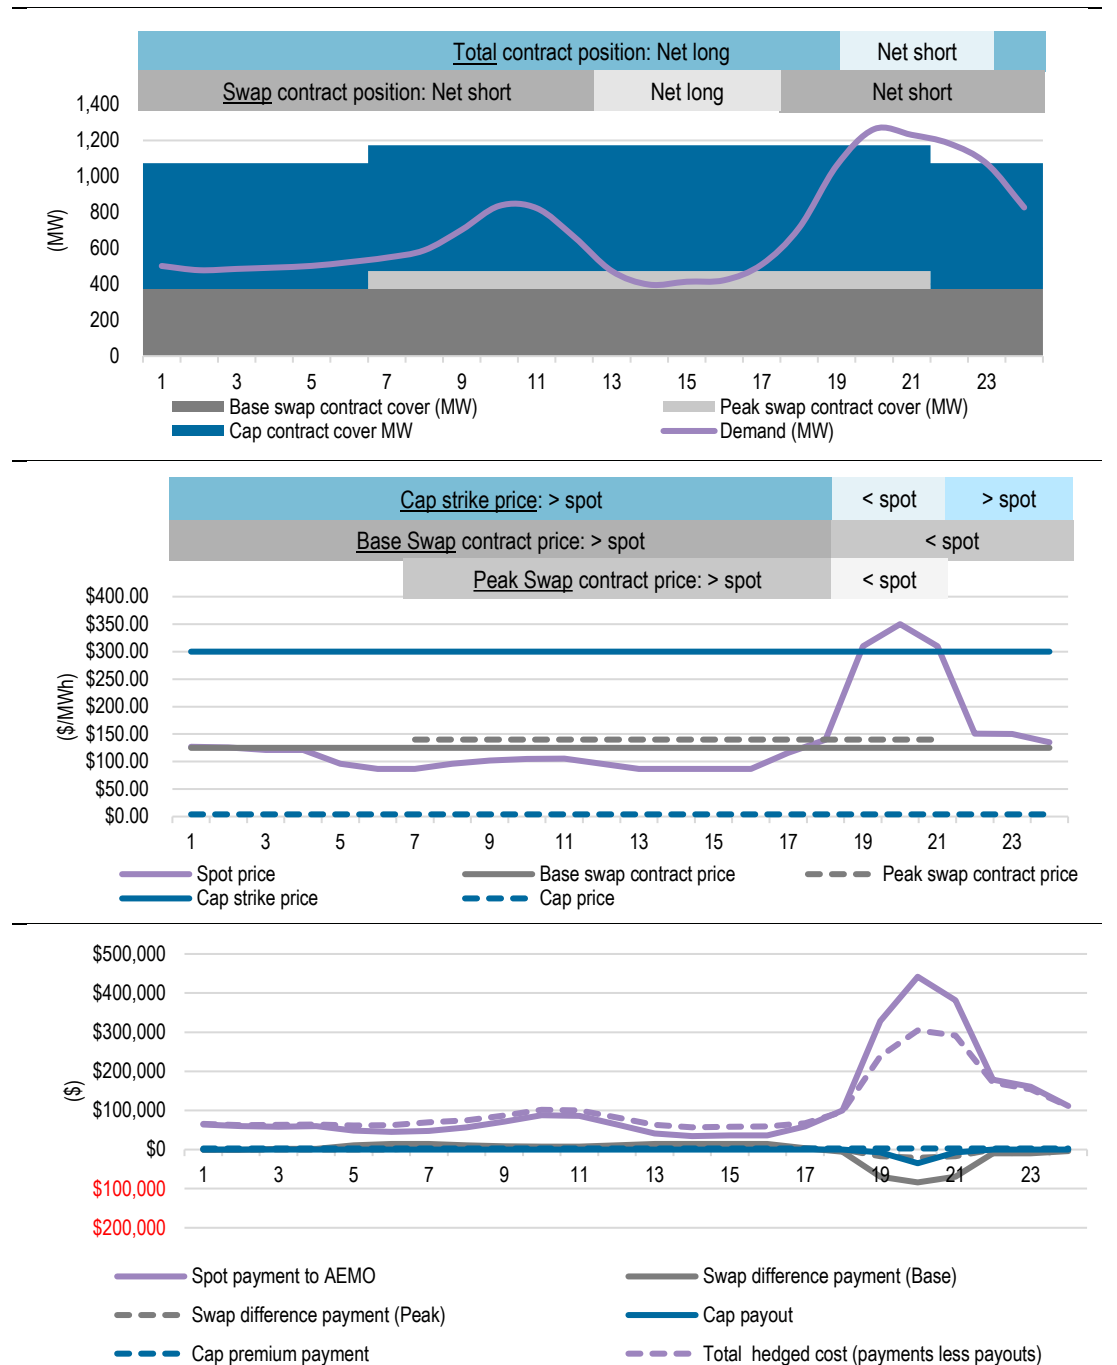 Total contract position: Net long
Net short
Swap contract position: Net short
Net long
Net short
1,400
1,200
1,000
800
600
400
200
0
(MW)
1 3 5 7 9 11 13 15 17 19 21 23
Base swap contract cover (MW)
Peak swap contract cover (MW)
Cap contract cover MW
Demand (MW)
Cap strike price: > spot
< spot
> spot
Base Swap contract price: > spot
< spot
Peak Swap contract price: > spot
< spot
$400.00
$350.00
$300.00
$250.00
$200.00
$150.00
$100.00
$50.00
$0.00
($/MWh)
1 3 5 7 9 11 13 15 17 19 21 23
Spot price
Base swap contract price
Peak swap contract price
Cap strike price
Cap price
$500,000
$400,000
$300,000
$200,000
$100,000
$0
$100,000
$200,000
($)
1 3 5 7 9 11 13 15 17 19 21 23
Spot payment to AEMO
Swap difference payment (Base)
Swap difference payment (Peak)
Cap payout
Cap premium payment
Total hedged cost (payments less payouts)